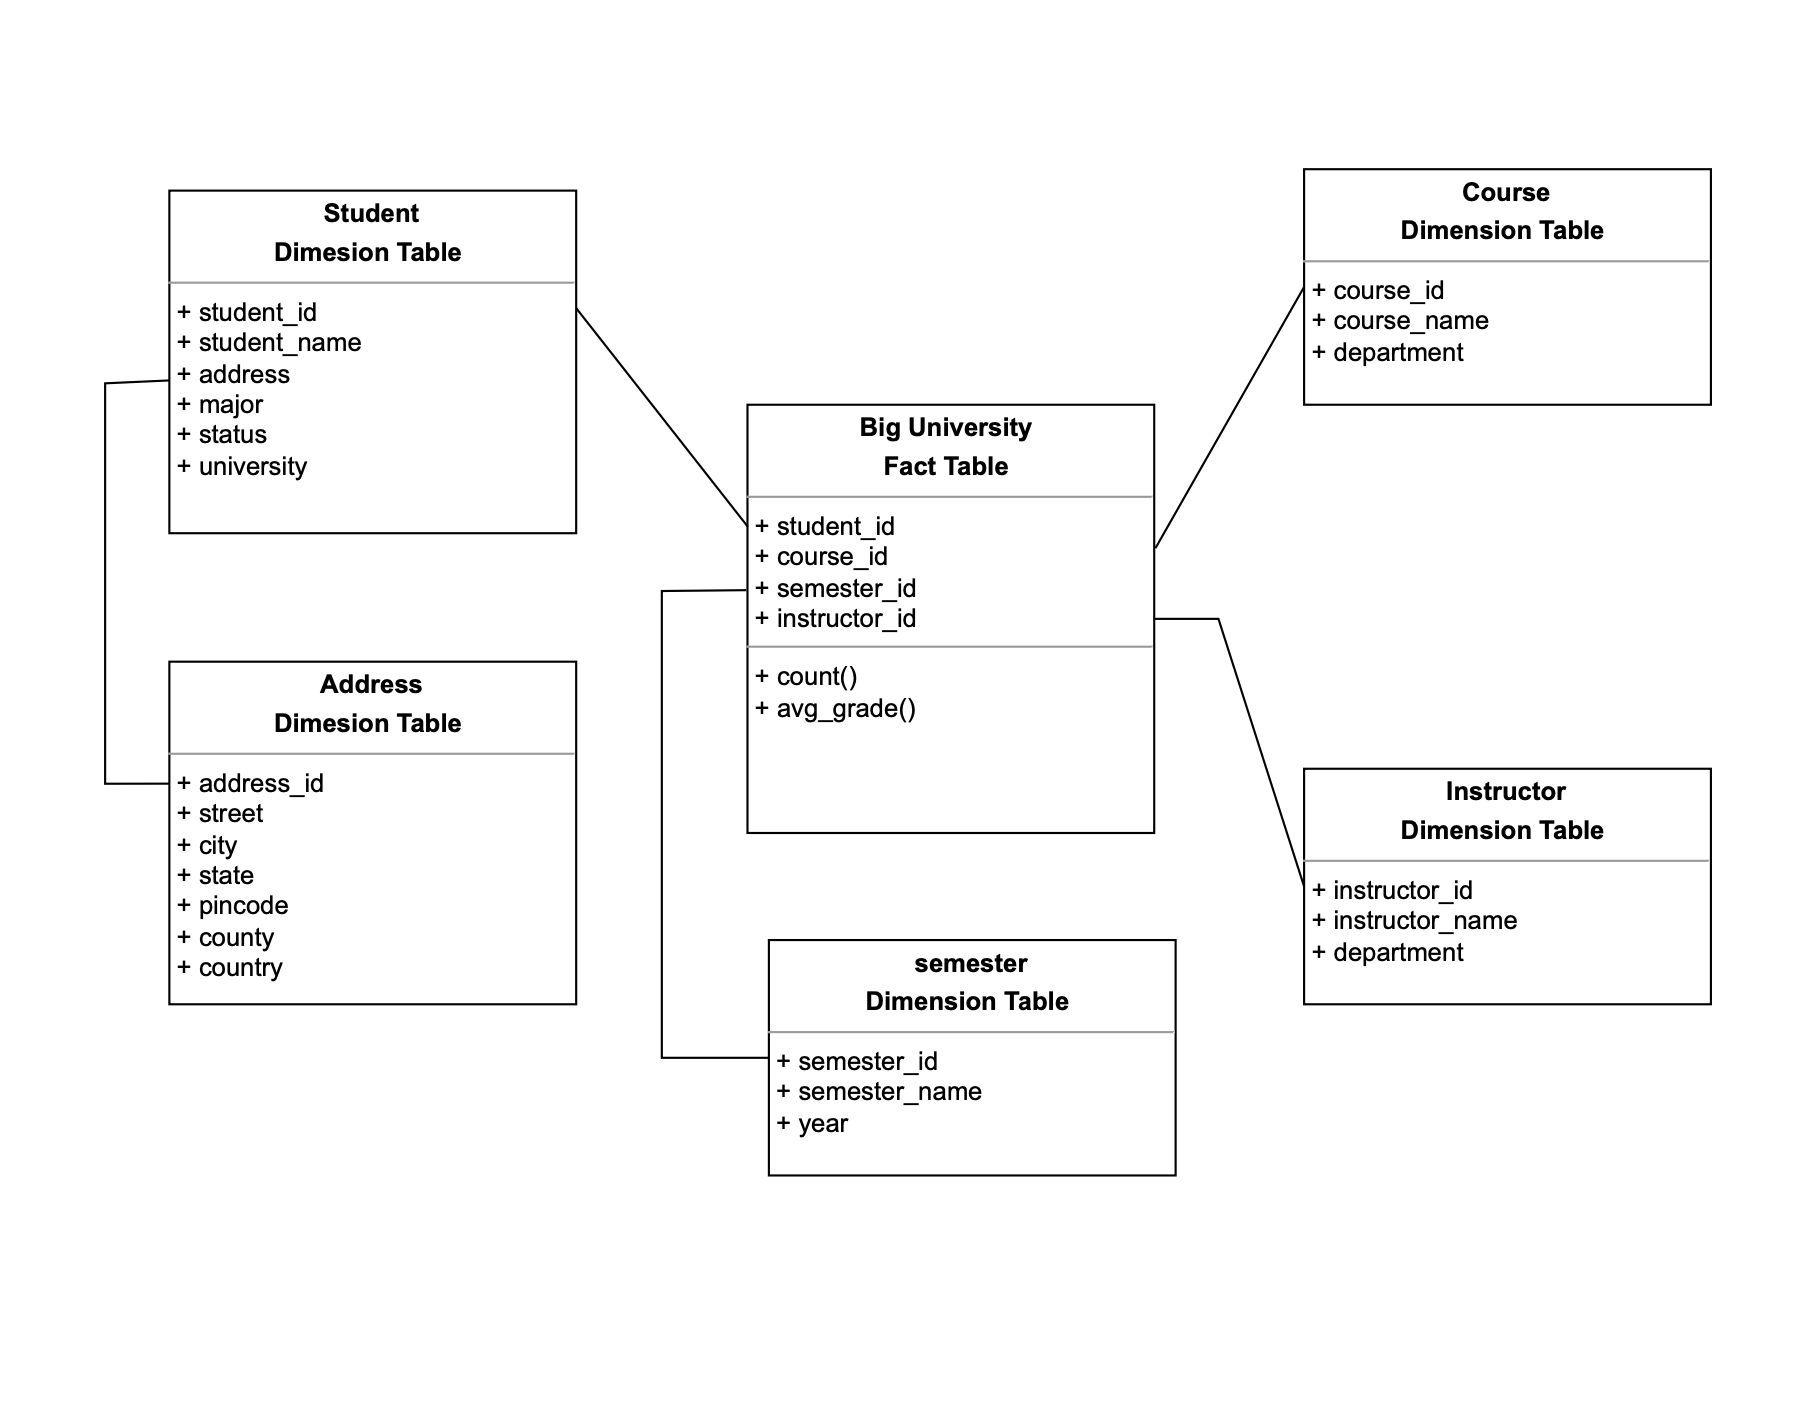 Student
Dimesion Table
+ student_id
+ student_name
+ address
+ major
+ status
+ university
Address
Dimesion Table
+ address_id
+ street
+ city
+ state
+ pincode
+ county
+ country
Big University
Fact Table
+ student_id
+ course_id
+ semester_id
+ instructor_id
+ count()
+ avg_grade()
semester
Dimension Table
+ semester_id
+ semester_name
+ year
Course
Dimension Table
+ course_id
+ course_name
+ department
Instructor
Dimension Table
+ instructor_id
+ instructor_name
+ department